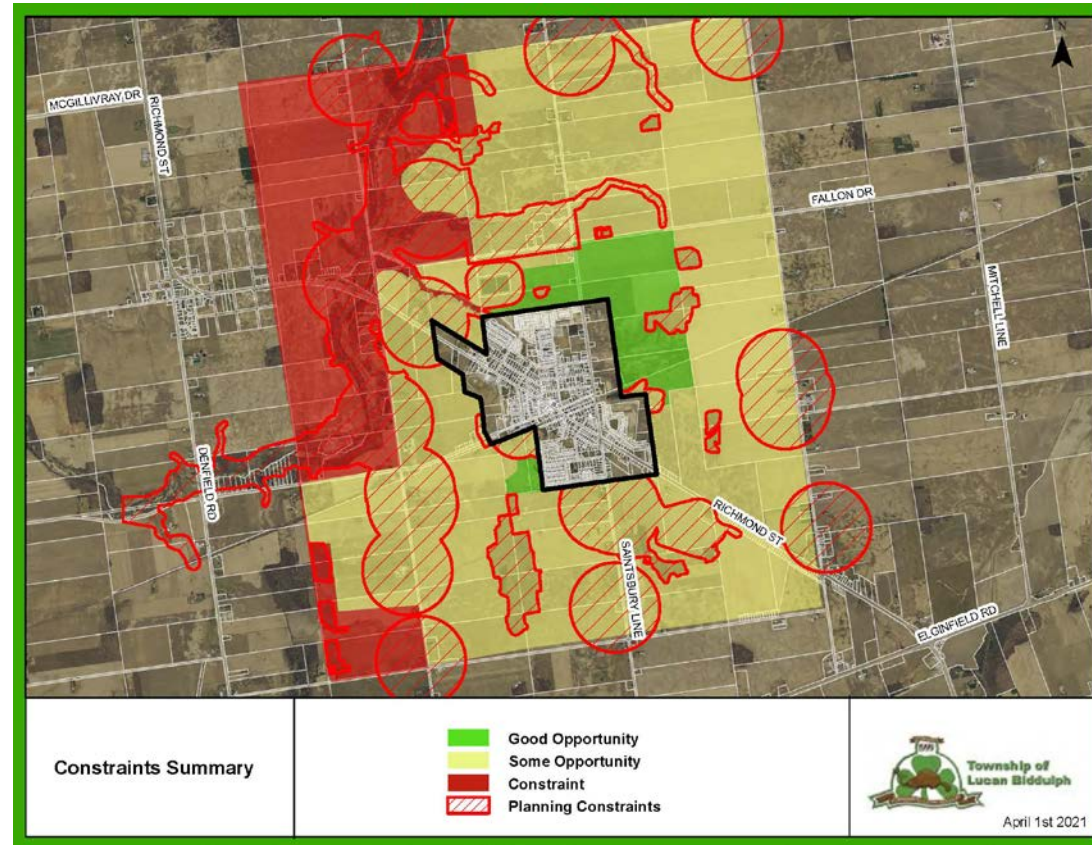 N
MCGILLIVRAY DR
RICHMOND ST
FALLON DR
MITCHELL LINE
DENFIELD RD
RICHMOND ST
SAINTSBURY LINE
ELGINFIELD RD
Constraints Summary
Good Opportunity
Some Opportunity
Constraint
Planning Constraints
Township of
Lucan Biddulph
April 1st 2021